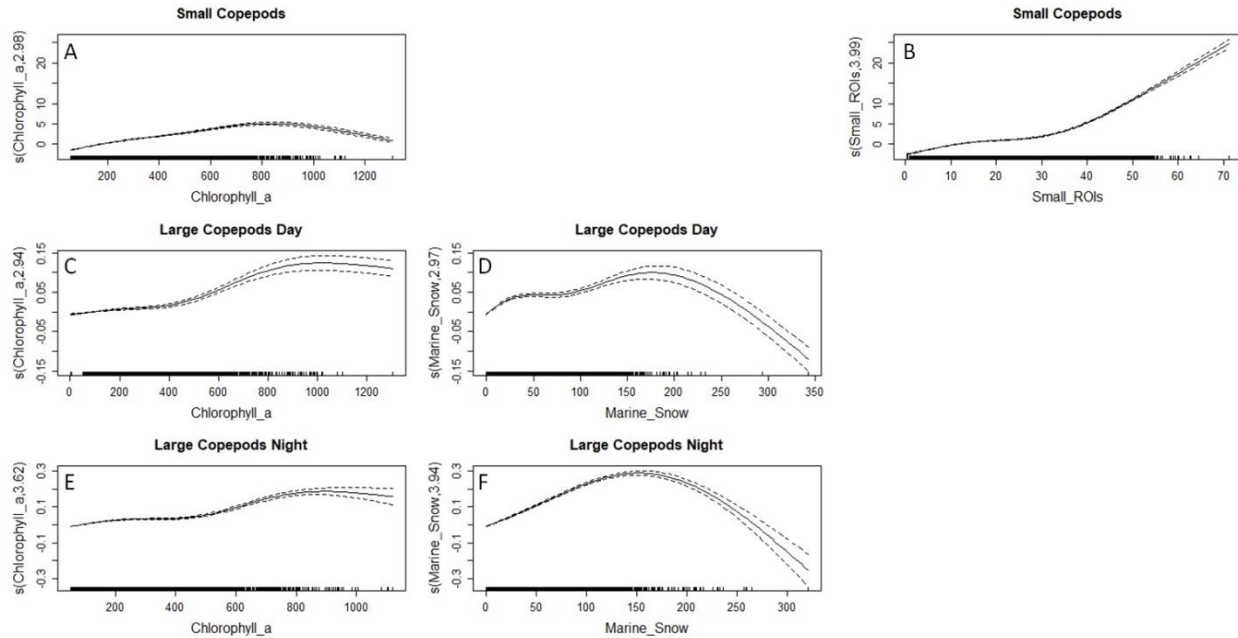 Small Copepods
A
s(Chlorophyll_a,2.98)
0 5 10 20
200 400 600 800 1000 1200
Chlorophyll_a
Small Copepods
B
s(Small_ROIs,3.99)
0 5 10 20
0 10 20 30 40 50 60 70
Small_ROIs
Large Copepods Day
C
s(Chlorophyll_a,2.94)
-0.15 -0.05 0.05 0.15
0 200 400 600 800 1000 1200
Chlorophyll_a
Large Copepods Day
D
s(Marine_Snow,2.97)
-0.15 -0.05 0.05 0.15
0 50 100 150 200 250 300 350
Marine_Snow
Large Copepods Night
E
s(Chlorophyll_a,3.62)
-0.3 -0.1 0.1 0.3
200 400 600 800 1000
Chlorophyll_a
Large Copepods Night
F
s(Marine_Snow,3.94)
-0.3 -0.1 0.1 0.3
0 50 100 150 200 250 300
Marine_Snow